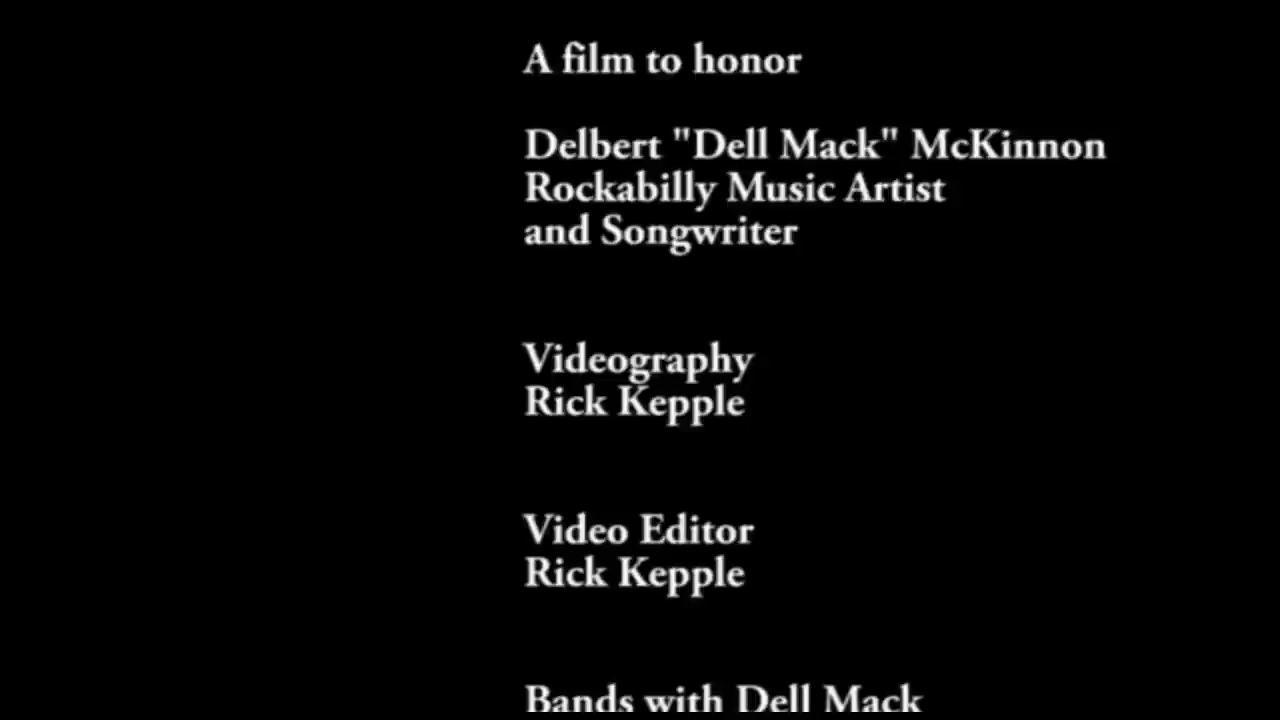 A film to honor
Delbert "Dell Mack" McKinnon
Rockabilly Music Artist
and Songwriter
Videography
Rick Kepple
Video Editor
Rick Kepple
Bands with Dell Mack